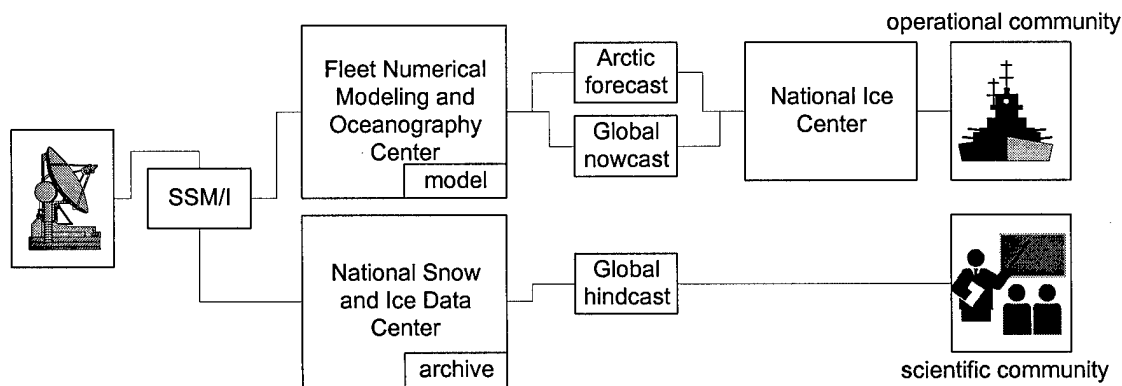 operational community
Fleet Numerical
Modeling and
Oceanography
Center
model
Arctic
forecast
Global
nowcast
National Ice
Center
SSM/I
National Snow
and Ice Data
Center
archive
Global
hindcast
scientific community